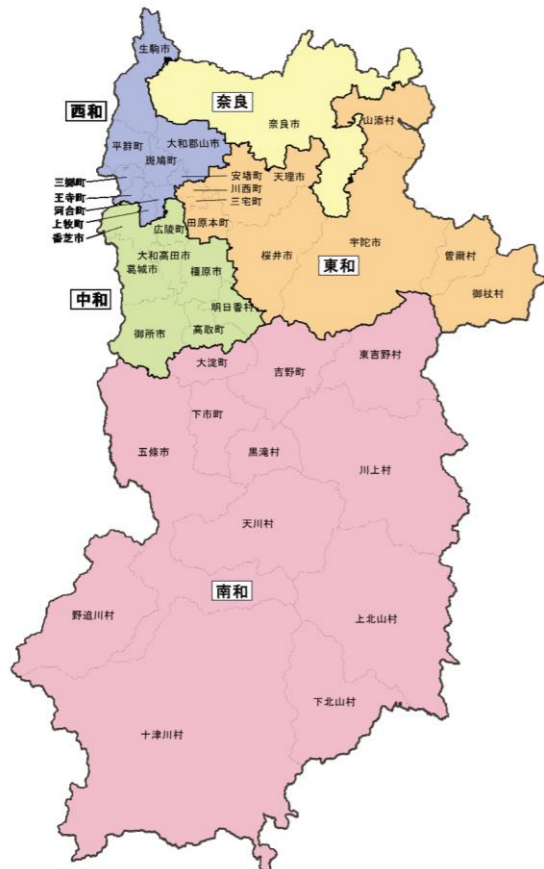 生駒市
西和
奈良
奈良市
山添村
平群町
大和郡山市
斑鳩町
三郷町
王寺町
河合町
上牧町
香芝市
安堵町
川西町
三宅町
天理市
田原本町
広陵町
桜井市
宇陀市
東和
曽爾村
御杖村
大和高田市
葛城市
橿原市
中和
明日香村
御所市
高取町
大淀町
吉野町
東吉野村
下市町
五條市
黒滝村
川上村
天川村
南和
野迫川村
上北山村
下北山村
十津川村